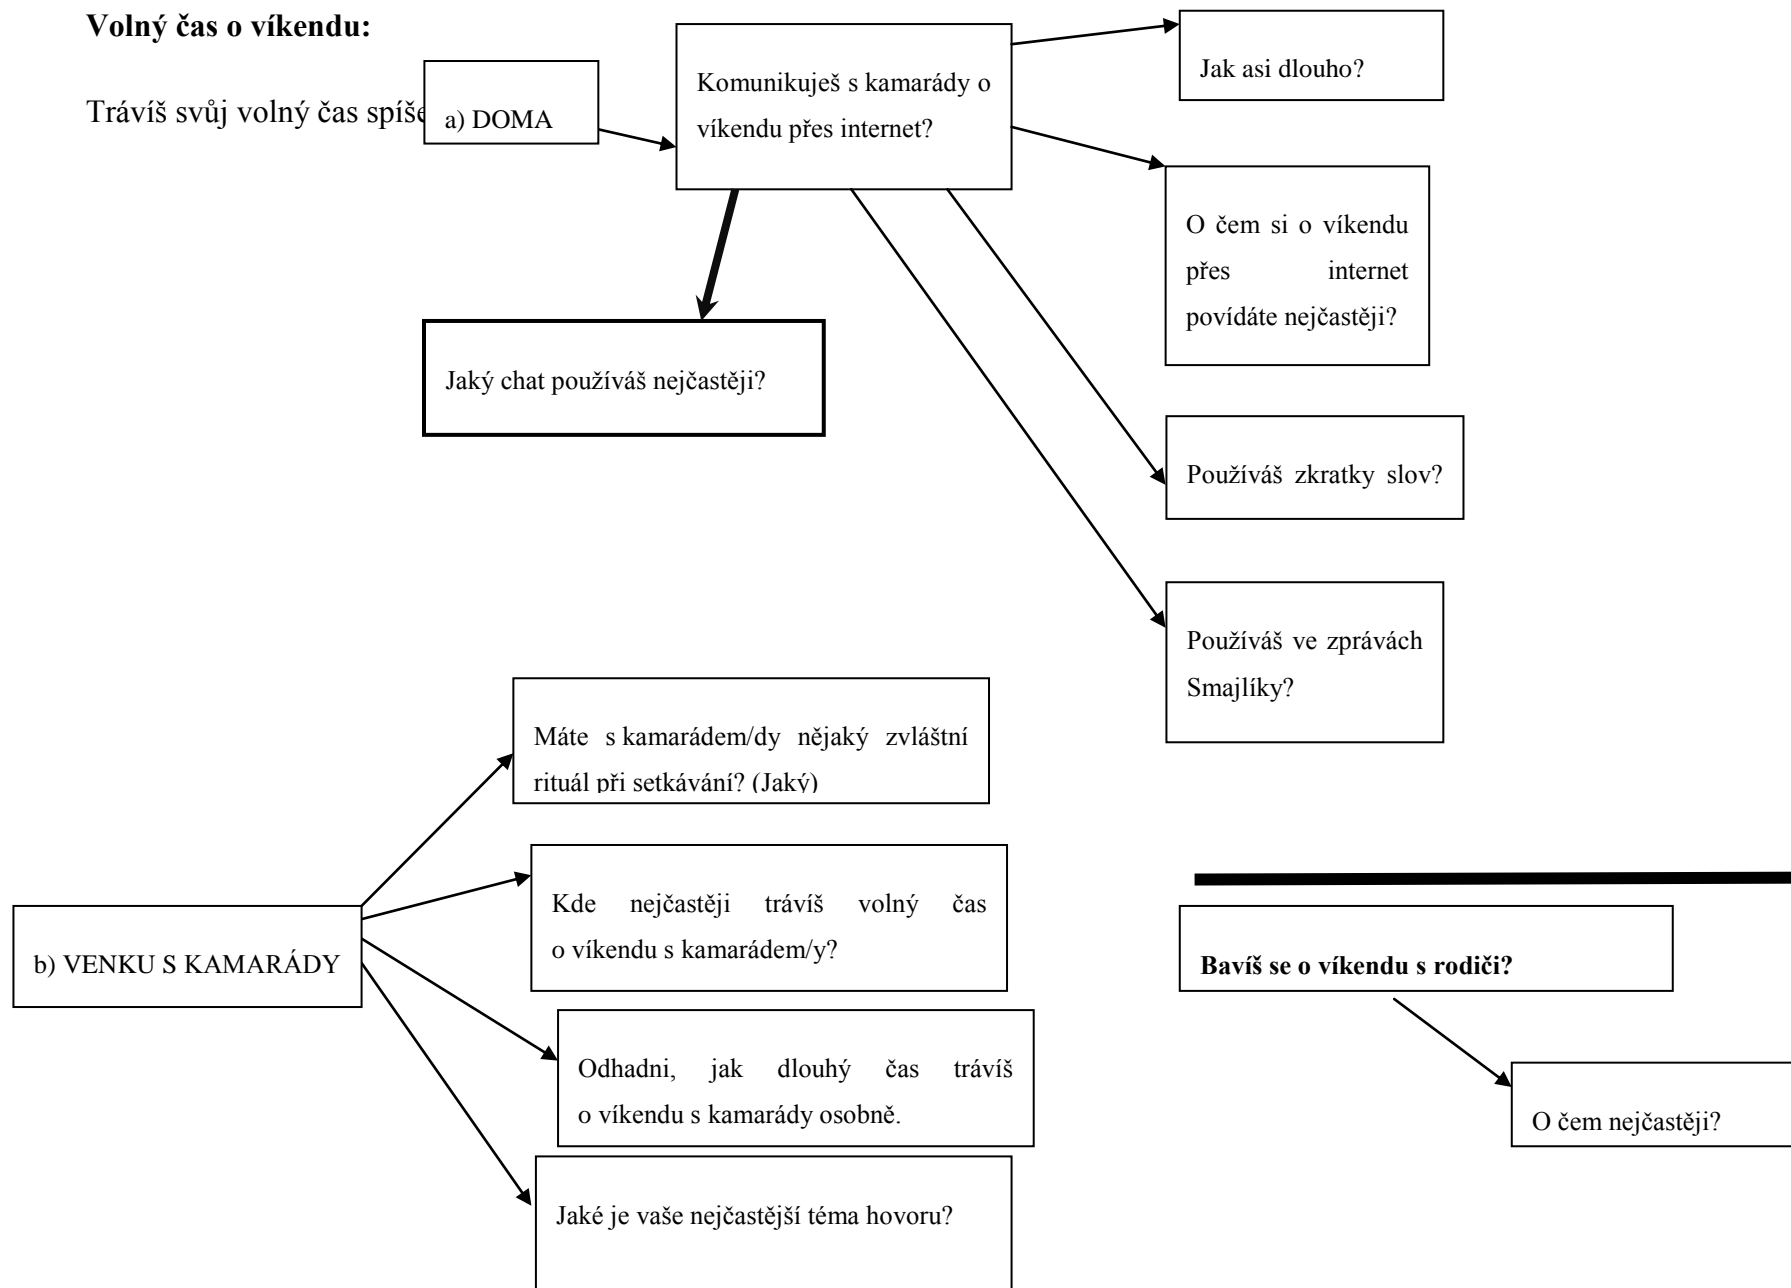 Volný čas o víkendu:
Trávíš svůj volný čas spíše
a) DOMA
Komunikuješ s kamarády o
víkendu přes internet?
Jak asi dlouho?
O čem si o víkendu
přes internet
povídáte nejčastěji?
Jaký chat používáš nejčastěji?
Používáš zkratky slov?
Používáš ve zprávách
Smajlíky?
Máte s kamarádem/dy nějaký zvláštní
rituál při setkávání? (Jaký)
Kde nejčastěji trávíš volný čas
o víkendu s kamarádem/y?
b) VENKU S KAMARÁDY
Odhadni, jak dlouhý čas trávíš
o víkendu s kamarády osobně.
Jaké je vaše nejčastější téma hovoru?
Bavíš se o víkendu s rodiči?
O čem nejčastěji?